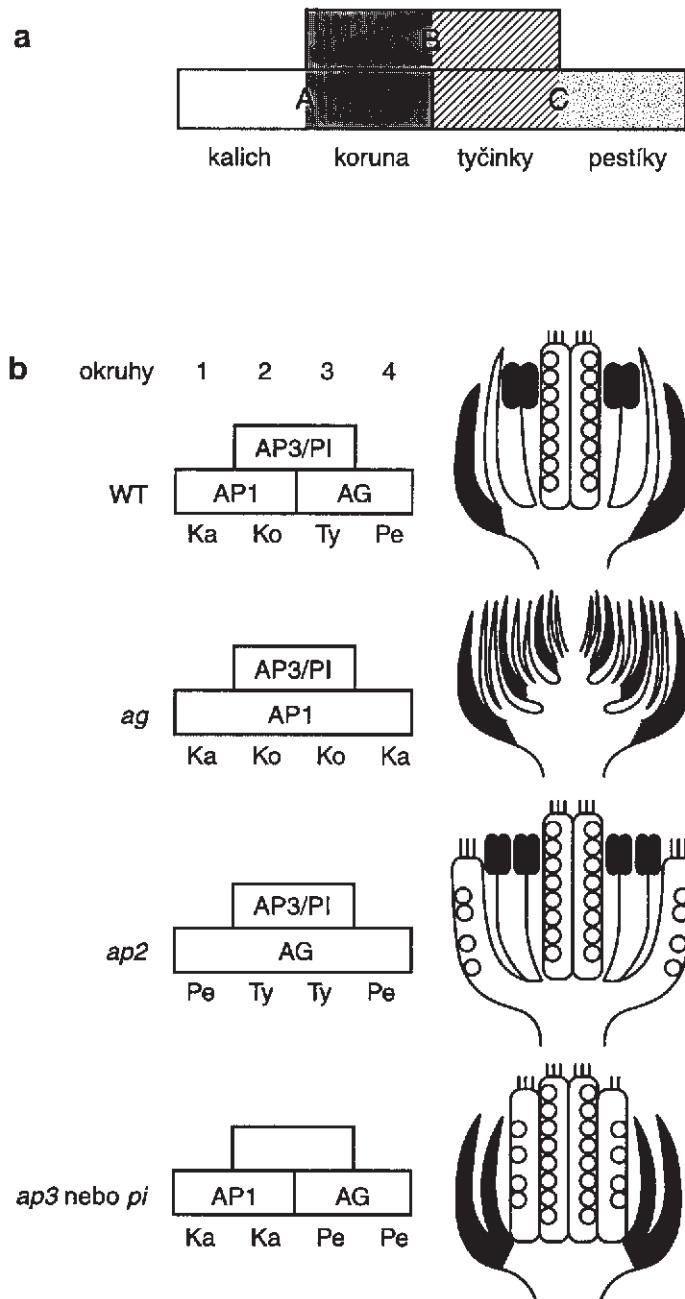 a
B
A C
kalich koruna tyčinky pestíky
b okruhy 1 2 3 4
AP3/PI
WT AP1 AG
Ka Ko Ty Pe
AP3/PI
ag AP1
Ka Ko Ko Ka
AP3/PI
ap2 AG
Pe Ty Ty Pe
ap3 nebo pi AP1 AG
Ka Ka Pe Pe